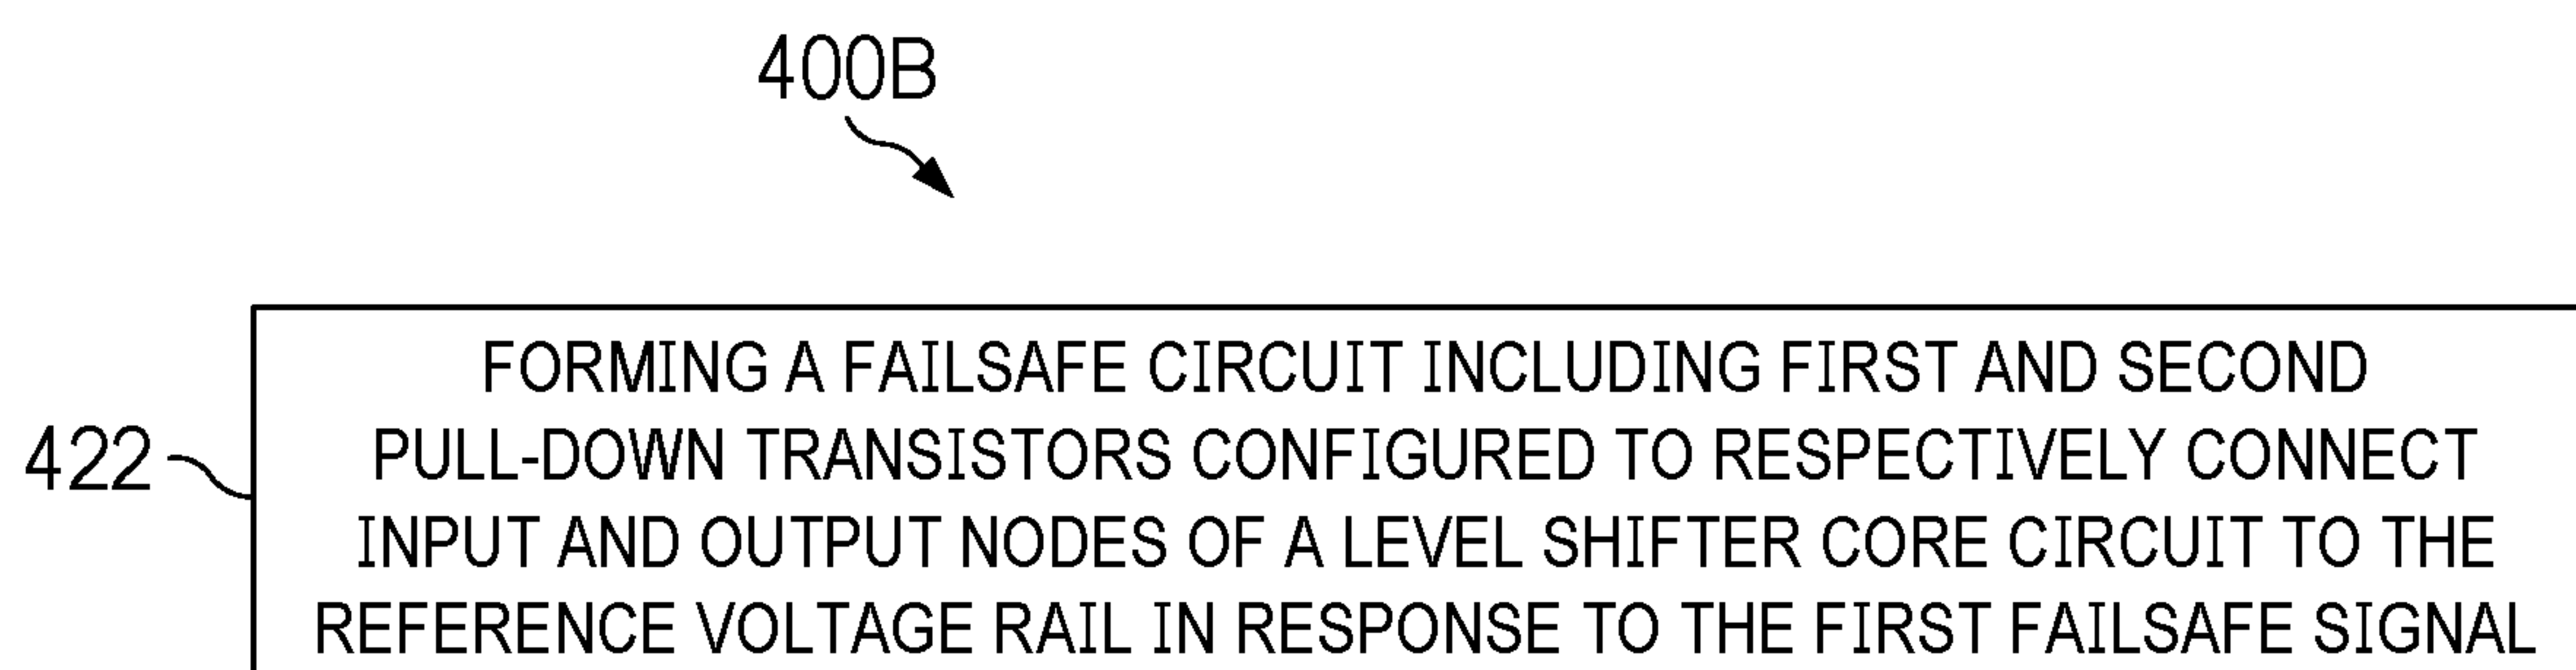 400B
FORMING A FAILSAFE CIRCUIT INCLUDING FIRST AND SECOND
PULL-DOWN TRANSISTORS CONFIGURED TO RESPECTIVELY CONNECT
422
INPUT AND OUTPUT NODES OF A LEVEL SHIFTER CORE CIRCUIT TO THE
REFERENCE VOLTAGE RAIL IN RESPONSE TO THE FIRST FAILSAFE SIGNAL